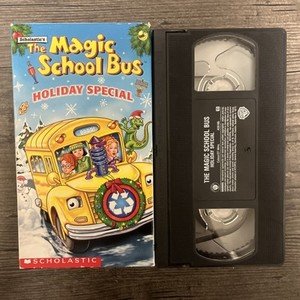 Scholastic's
The
Magic
School Bus
HOLIDAY SPECIAL
SCHOLASTIC
THE MAGIC SCHOOL BUS
HOLIDAY SPECIAL